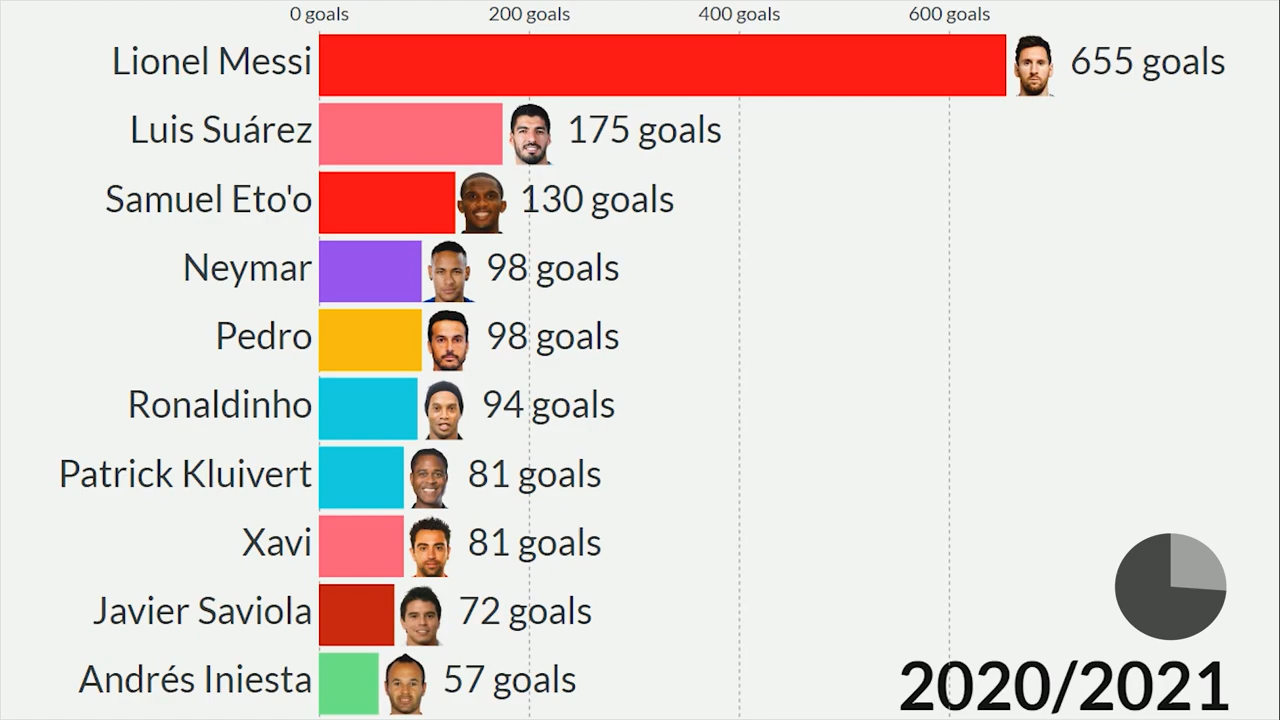 0 goals 200 goals 400 goals 600 goals
Lionel Messi 655 goals
Luis Suárez 175 goals
Samuel Eto'o 130 goals
Neymar 98 goals
Pedro 98 goals
Ronaldinho 94 goals
Patrick Kluivert 81 goals
Xavi 81 goals
Javier Saviola 72 goals
Andrés Iniesta 57 goals
2020/2021